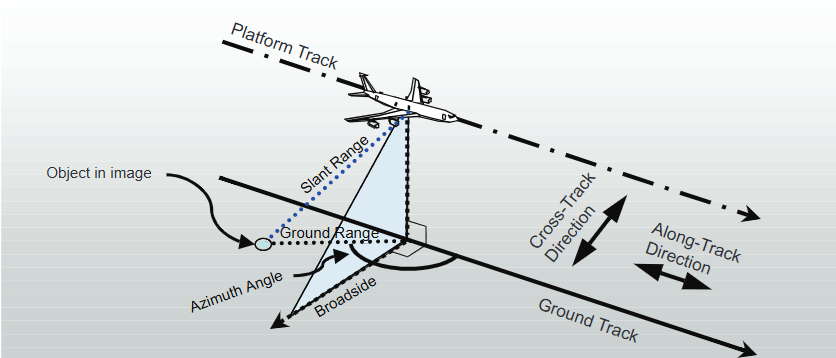 Platform Track
Slant Range
Object in image
Ground Range
Azimuth Angle
Broadside
Cross-Track
Direction
Along-Track
Direction
Ground Track